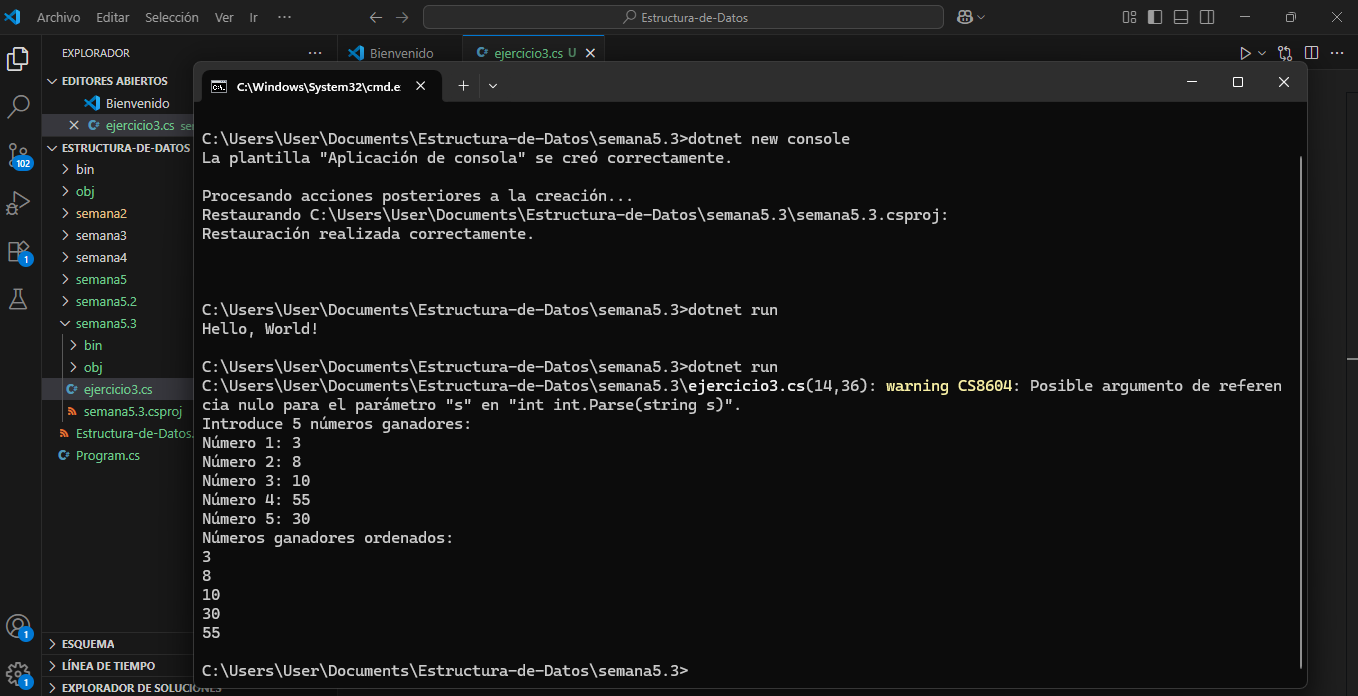 Archivo Editar Selección Ver Ir ··· Estructura-de-Datos
EXPLORADOR ···
Bienvenido ejercicio3.cs U
EDITORES ABIERTOS
Bienvenido
ejercicio3.cs
ESTRUCTURA-DE-DATOS
bin
obj
semana2
semana3
semana4
semana5
semana5.2
semana5.3
bin
obj
ejercicio3.cs
semana5.3.csproj
Estructura-de-Datos.
Program.cs
ESQUEMA
LÍNEA DE TIEMPO
EXPLORADOR DE SOLUCIONES
102
1
1
1
C:\Windows\System32\cmd.e
C:\Users\User\Documents\Estructura-de-Datos\semana5.3>dotnet new console
La plantilla "Aplicación de consola" se creó correctamente.
Procesando acciones posteriores a la creación...
Restaurando C:\Users\User\Documents\Estructura-de-Datos\semana5.3\semana5.3.csproj:
Restauración realizada correctamente.
C:\Users\User\Documents\Estructura-de-Datos\semana5.3>dotnet run
Hello, World!
C:\Users\User\Documents\Estructura-de-Datos\semana5.3>dotnet run
C:\Users\User\Documents\Estructura-de-Datos\semana5.3\ejercicio3.cs(14,36): warning CS8604: Posible argumento de referen
cia nulo para el parámetro "s" en "int int.Parse(string s)".
Introduce 5 números ganadores:
Número 1: 3
Número 2: 8
Número 3: 10
Número 4: 55
Número 5: 30
Números ganadores ordenados:
3
8
10
30
55
C:\Users\User\Documents\Estructura-de-Datos\semana5.3>